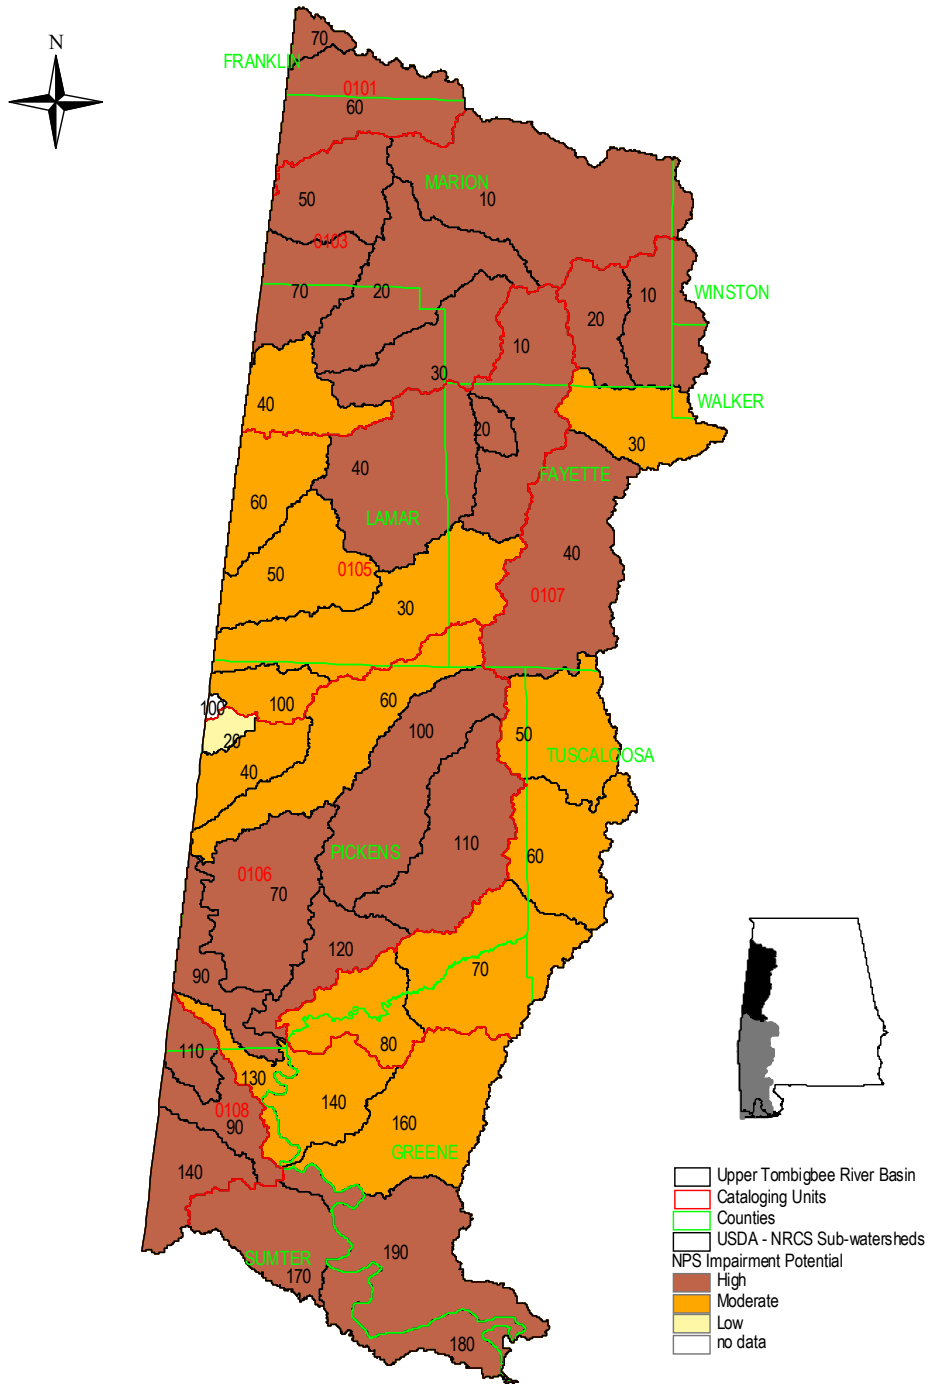 N
70
FRANKLIN
0101
60
MARION
10
50
0103
70
20
10
WINSTON
20
10
30
40
WALKER
20
30
40
FAYETTE
60
LAMAR
40
50
0105
0107
30
100
100
60
100
50
20
TUSCALOOSA
40
110
PICKENS
60
0106
70
120
70
90
80
110
130
140
0108
160
90
GREENE
140
190
SUMTER
170
180
Upper Tombigbee River Basin
Cataloging Units
Counties
USDA - NRCS Sub-watersheds
NPS Impairment Potential
High
Moderate
Low
no data